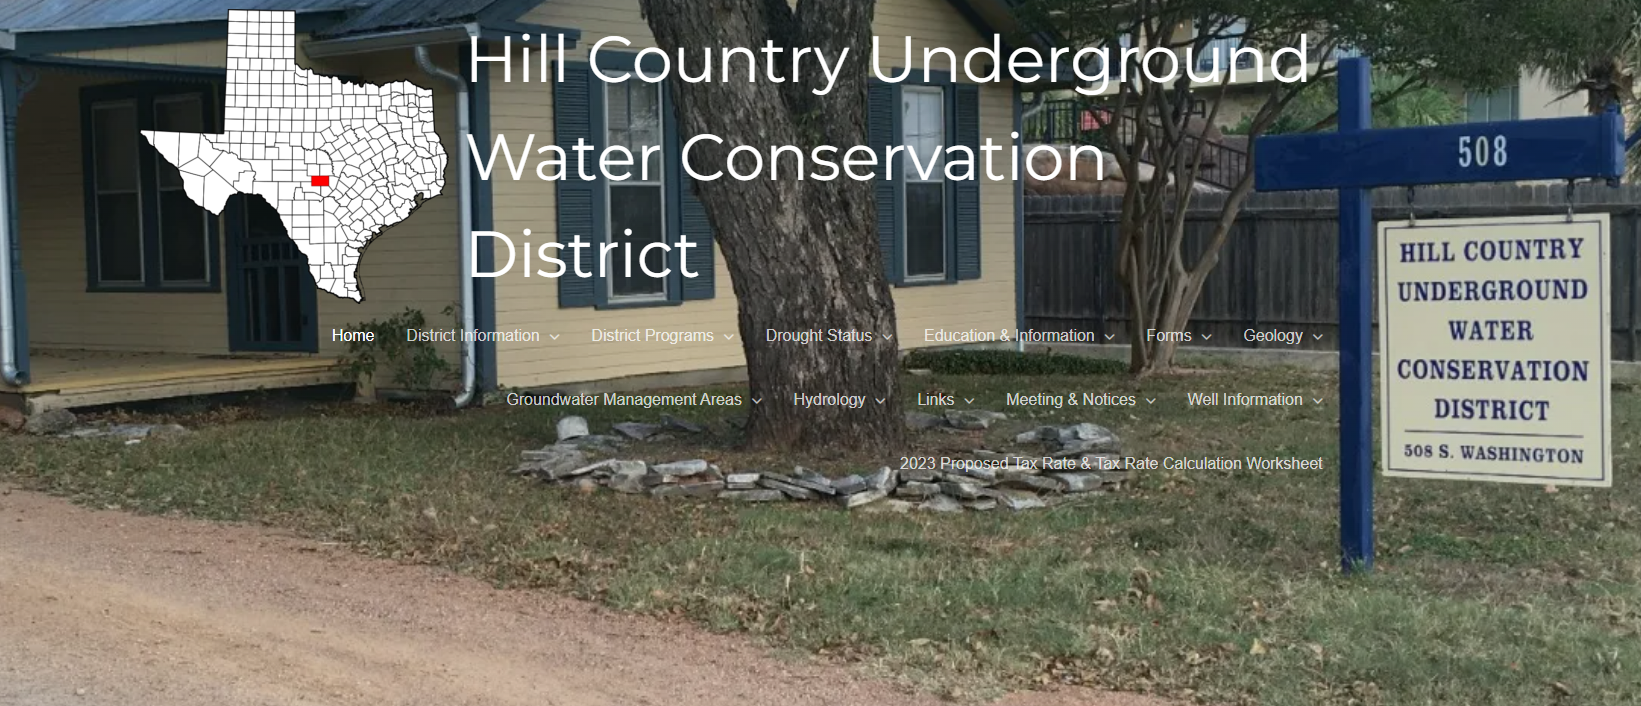 Hill Country Underground
Water Conservation
District
Home District Information District Programs Drought Status Education & Information Forms Geology
Groundwater Management Areas Hydrology Links Meeting & Notices Well Information
2023 Proposed Tax Rate & Tax Rate Calculation Worksheet
508
HILL COUNTRY
UNDERGROUND
WATER
CONSERVATION
DISTRICT
508 S. WASHINGTON